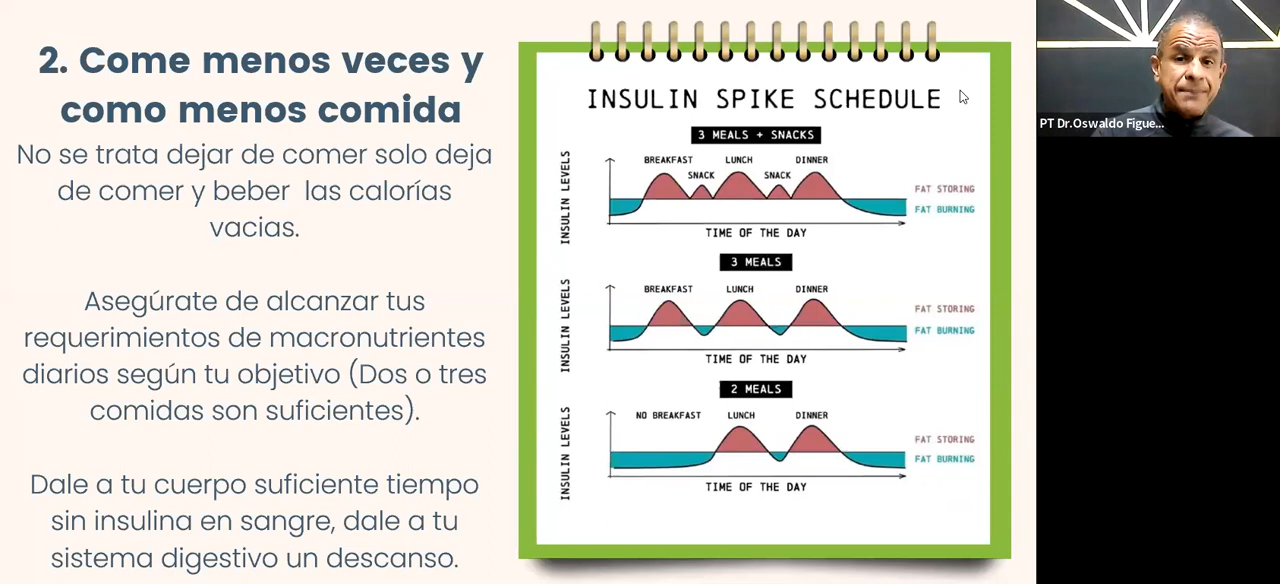 2. Come menos veces y
como menos comida
No se trata dejar de comer solo deja
de comer y beber las calorías
vacias.
Asegúrate de alcanzar tus
requerimientos de macronutrientes
diarios según tu objetivo (Dos o tres
comidas son suficientes).
Dale a tu cuerpo suficiente tiempo
sin insulina en sangre, dale a tu
sistema digestivo un descanso.
INSULIN SPIKE SCHEDULE
3 MEALS + SNACKS
INSULIN LEVELS
BREAKFAST
SNACK
LUNCH
SNACK
DINNER
FAT STORING
FAT BURNING
TIME OF THE DAY
3 MEALS
INSULIN LEVELS
BREAKFAST
LUNCH
DINNER
FAT STORING
FAT BURNING
TIME OF THE DAY
2 MEALS
INSULIN LEVELS
NO BREAKFAST
LUNCH
DINNER
FAT STORING
FAT BURNING
TIME OF THE DAY
PT Dr.Oswaldo Figue...